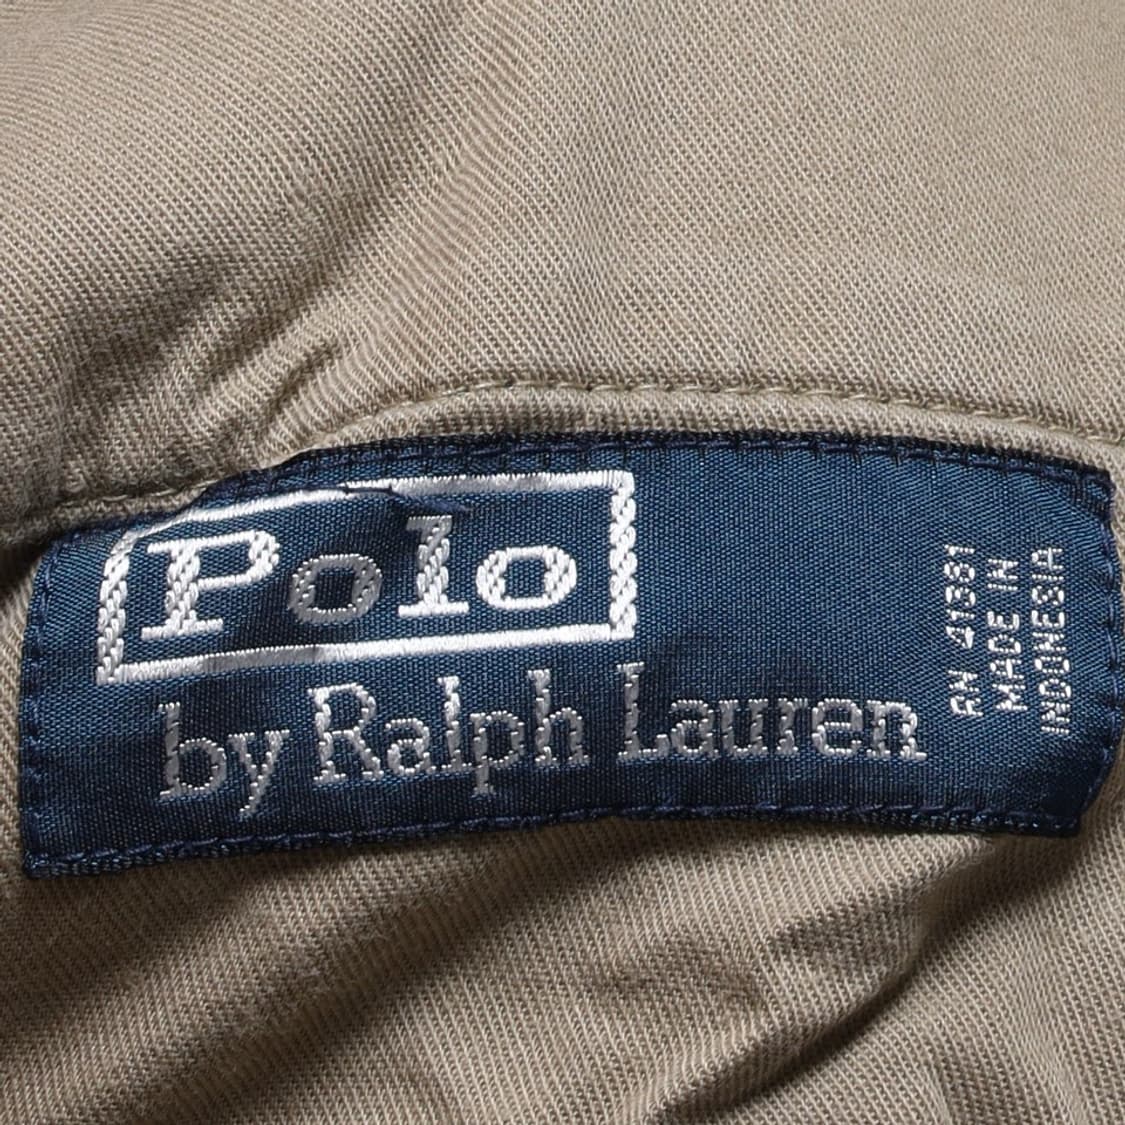 Polo
by Ralph Lauren
RN 41381
MADE IN
INDONESIA